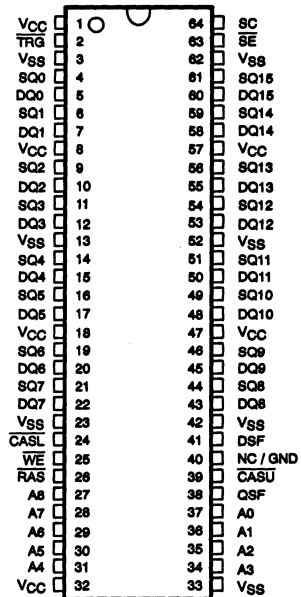 VCC 1 64 SC
TRG 2 63 SE
VSS 3 62 VSS
SQ0 4 61 SQ15
DQ0 5 60 DQ15
SQ1 6 59 SQ14
DQ1 7 58 DQ14
VCC 8 57 VCC
SQ2 9 56 SQ13
DQ2 10 55 DQ13
SQ3 11 54 SQ12
DQ3 12 53 DQ12
VSS 13 52 VSS
SQ4 14 51 SQ11
DQ4 15 50 DQ11
SQ5 16 49 SQ10
DQ5 17 48 DQ10
VCC 18 47 VCC
SQ6 19 46 SQ9
DQ6 20 45 DQ9
SQ7 21 44 SQ8
DQ7 22 43 DQ8
VSS 23 42 VSS
CASL 24 41 DSF
WE 25 40 NC / GND
RAS 26 39 CASU
A8 27 38 QSF
A7 28 37 A0
A6 29 36 A1
A5 30 35 A2
A4 31 34 A3
VCC 32 33 VSS